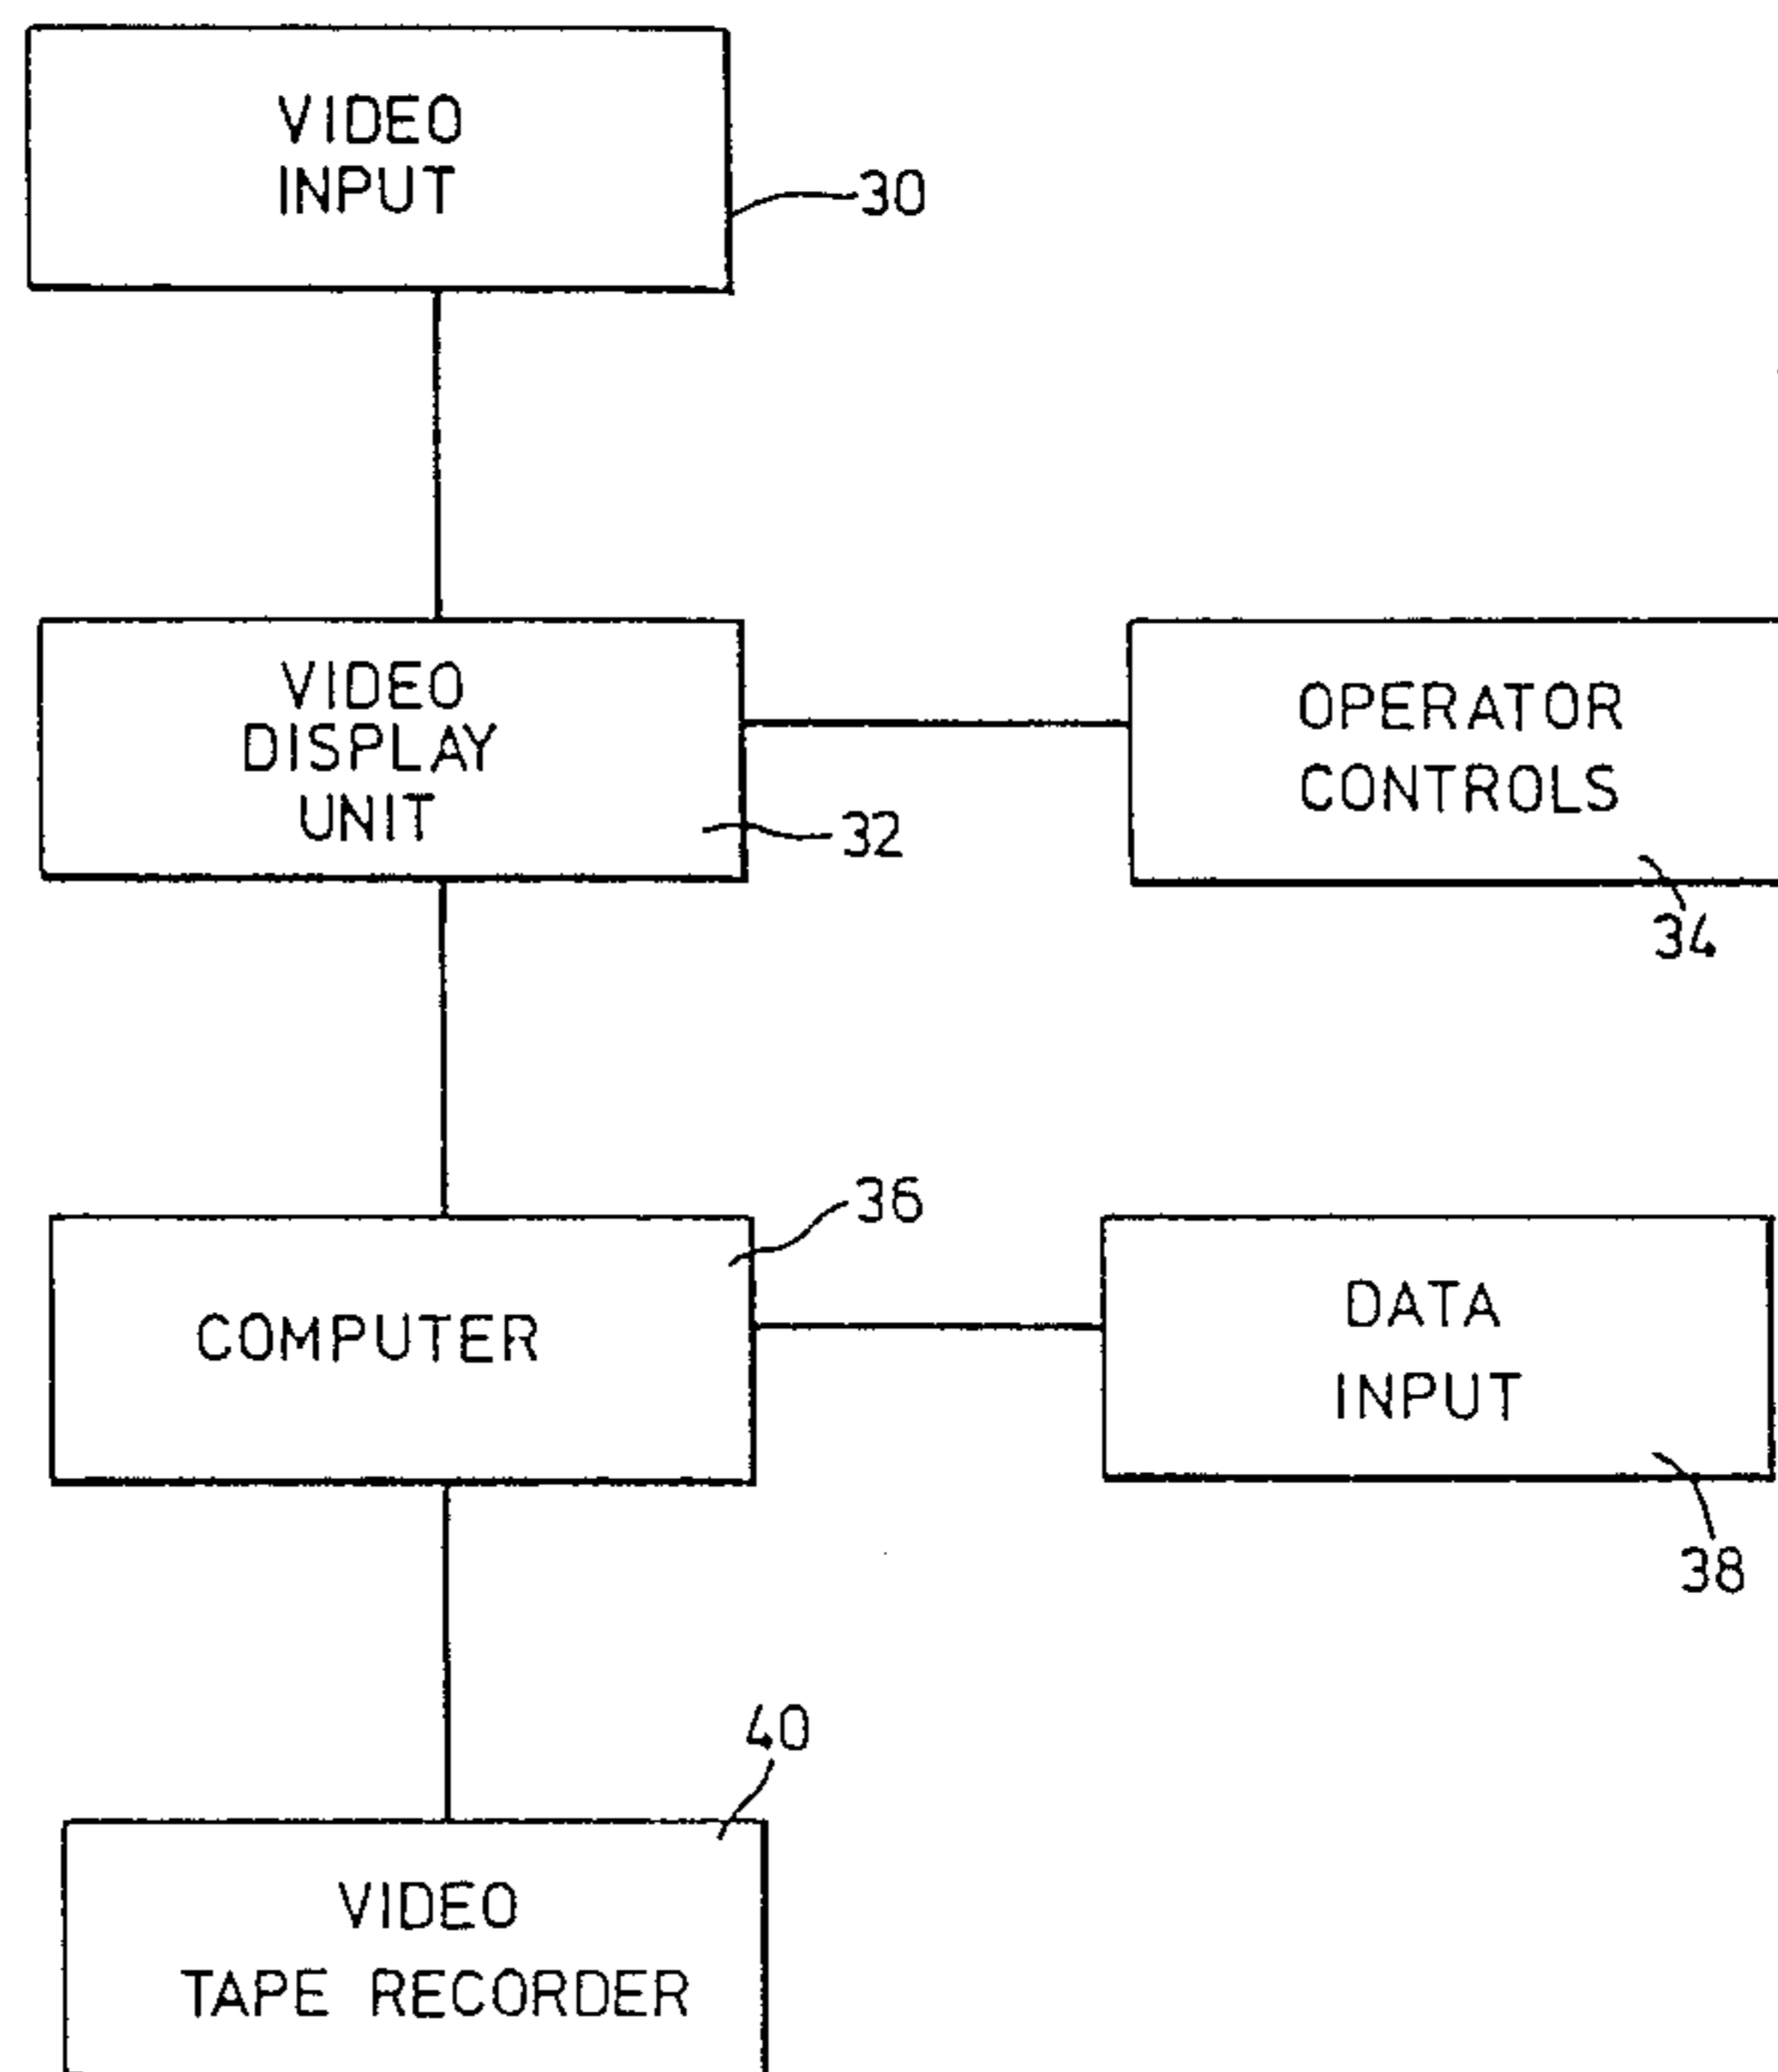 VIDEO
INPUT
30
VIDEO
DISPLAY
UNIT
32
OPERATOR
CONTROLS
34
36
COMPUTER
DATA
INPUT
38
40
VIDEO
TAPE RECORDER